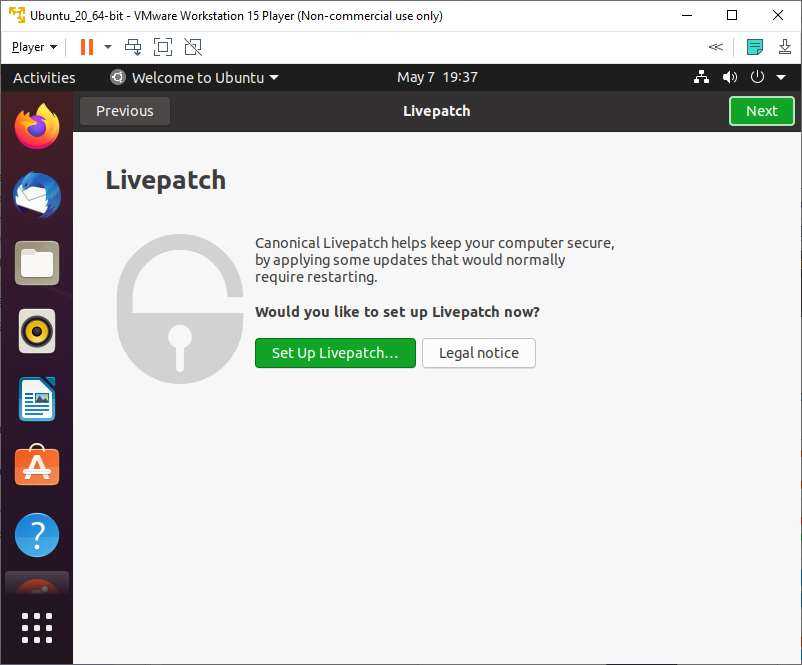 Ubuntu_20_64-bit - VMware Workstation 15 Player (Non-commercial use only)
Player
Activities
Welcome to Ubuntu
May 7 19:37
Previous
Livepatch
Next
Livepatch
Canonical Livepatch helps keep your computer secure,
by applying some updates that would normally
require restarting.
Would you like to set up Livepatch now?
Set Up Livepatch...
Legal notice